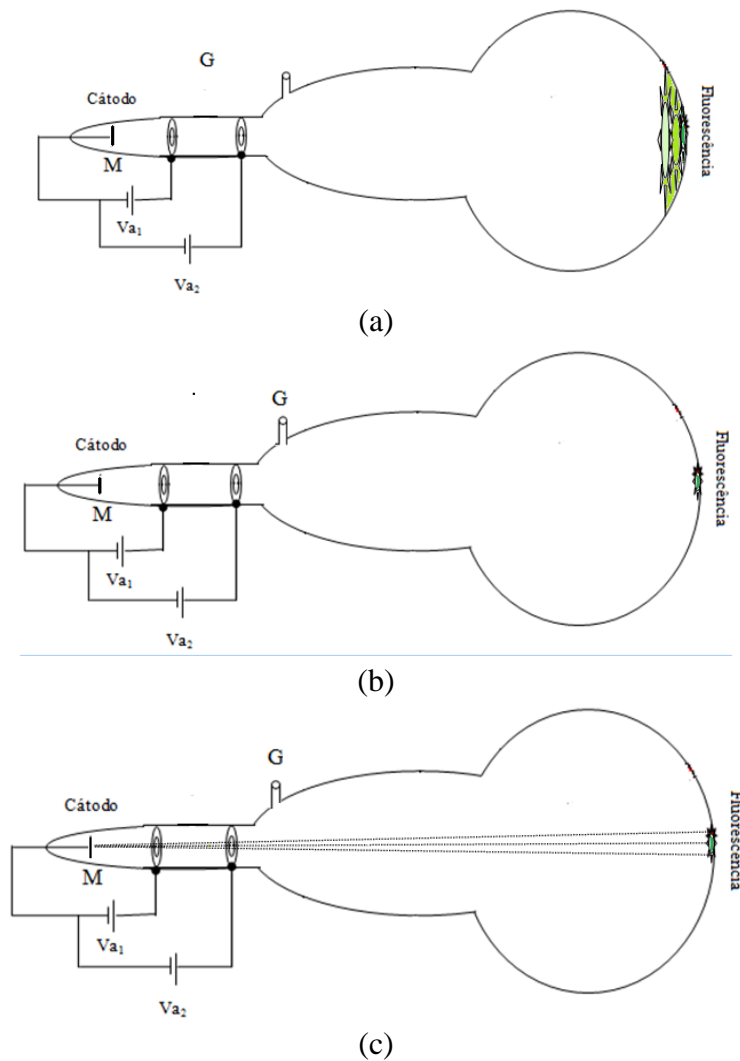 G
Cátodo
M
Va₁
Va₂
Fluorescência
(a)
G
Cátodo
M
Va₁
Va₂
Fluorescência
(b)
G
Cátodo
M
Va₁
Va₂
Fluorescência
(c)